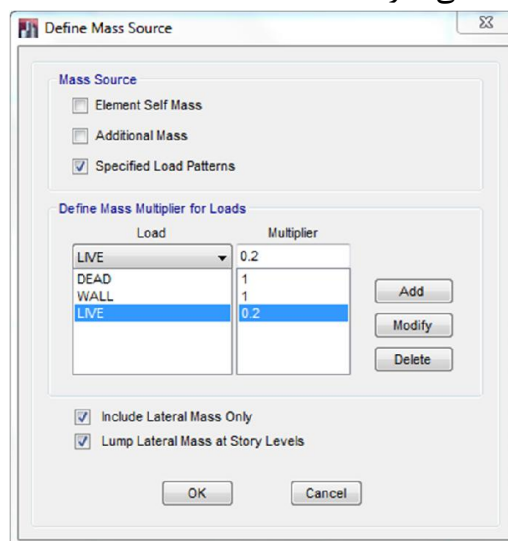 Define Mass Source
Mass Source
Element Self Mass
Additional Mass
Specified Load Patterns
Define Mass Multiplier for Loads
Load Multiplier
LIVE 0.2
DEAD 1
WALL 1
LIVE 0.2
Add
Modify
Delete
Include Lateral Mass Only
Lump Lateral Mass at Story Levels
OK Cancel